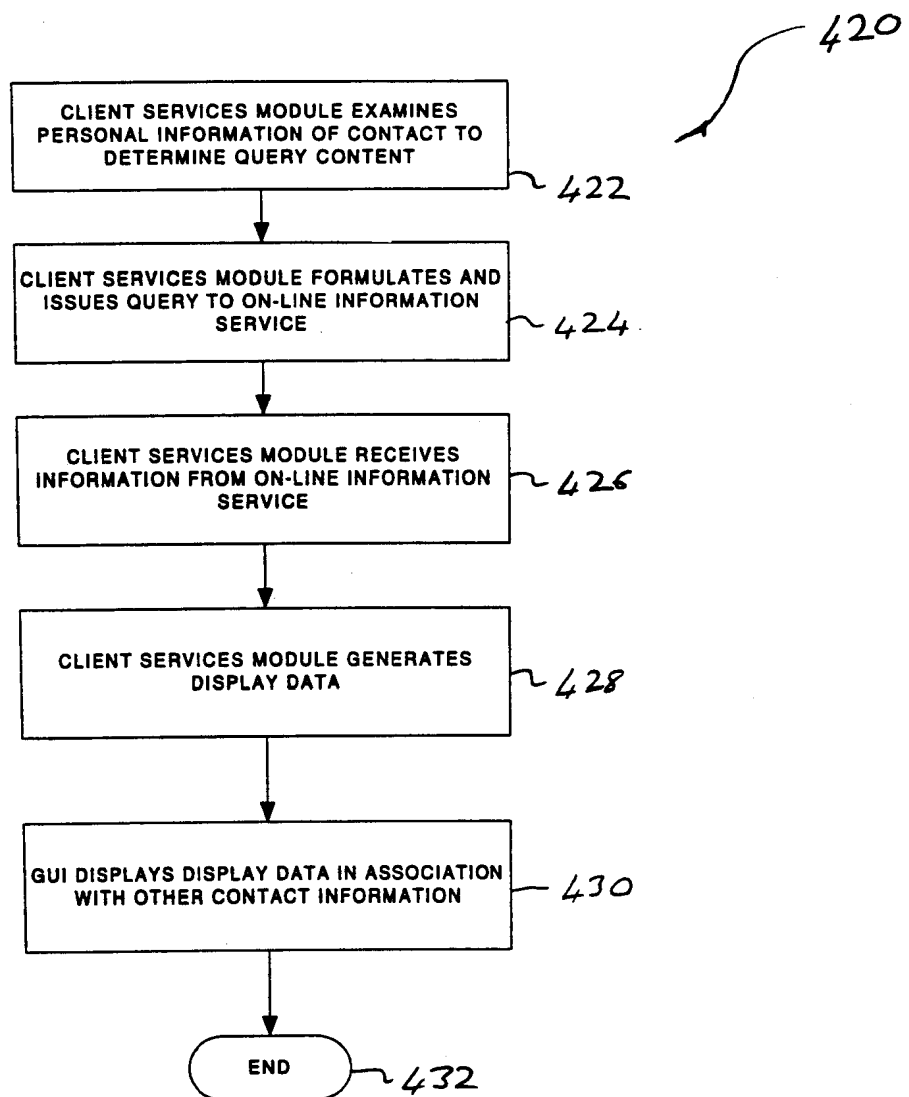 420
CLIENT SERVICES MODULE EXAMINES
PERSONAL INFORMATION OF CONTACT TO
DETERMINE QUERY CONTENT
422
CLIENT SERVICES MODULE FORMULATES AND
ISSUES QUERY TO ON-LINE INFORMATION
SERVICE
424
CLIENT SERVICES MODULE RECEIVES
INFORMATION FROM ON-LINE INFORMATION
SERVICE
426
CLIENT SERVICES MODULE GENERATES
DISPLAY DATA
428
GUI DISPLAYS DISPLAY DATA IN ASSOCIATION
WITH OTHER CONTACT INFORMATION
430
END
432